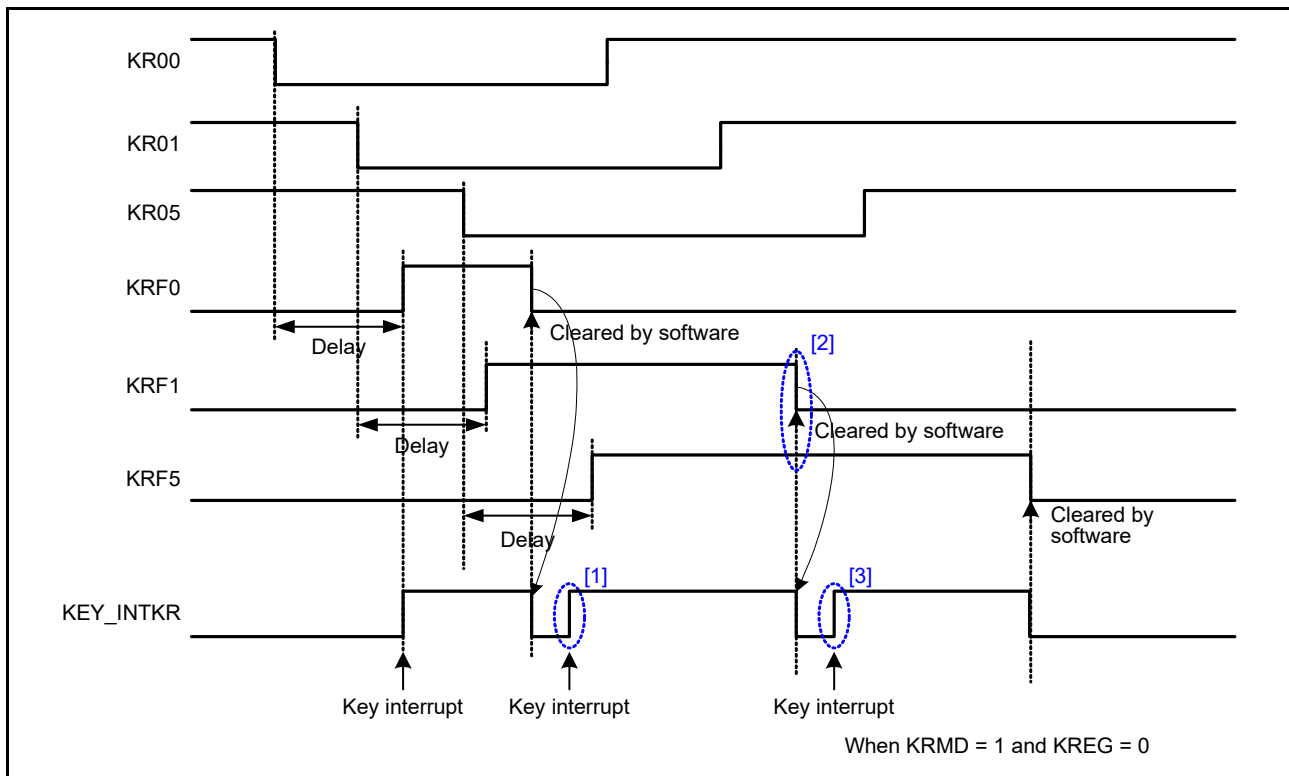 KR00
KR01
KR05
KRF0
Delay
Cleared by software
[2]
KRF1
Delay
Cleared by software
KRF5
Delay
Cleared by
software
[1]
[3]
KEY_INTKR
Key interrupt
Key interrupt
Key interrupt
When KRMD = 1 and KREG = 0